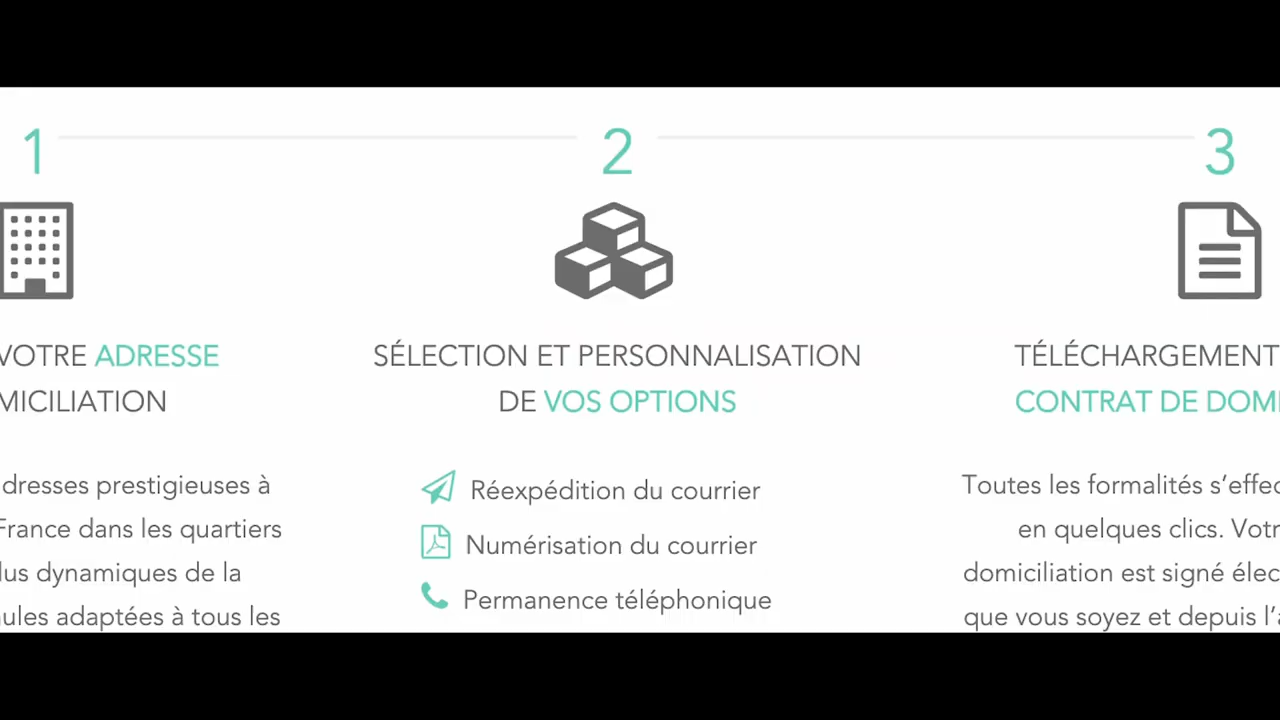 1
2
3
VOTRE ADRESSE
MICILIATION
dresses prestigieuses à
France dans les quartiers
lus dynamiques de la
ules adaptées à tous les
SÉLECTION ET PERSONNALISATION
DE VOS OPTIONS
Réexpédition du courrier
Numérisation du courrier
Permanence téléphonique
TÉLÉCHARGEMENT
CONTRAT DE DOMI
Toutes les formalités s’effec
en quelques clics. Votr
domiciliation est signé élec
que vous soyez et depuis l’a